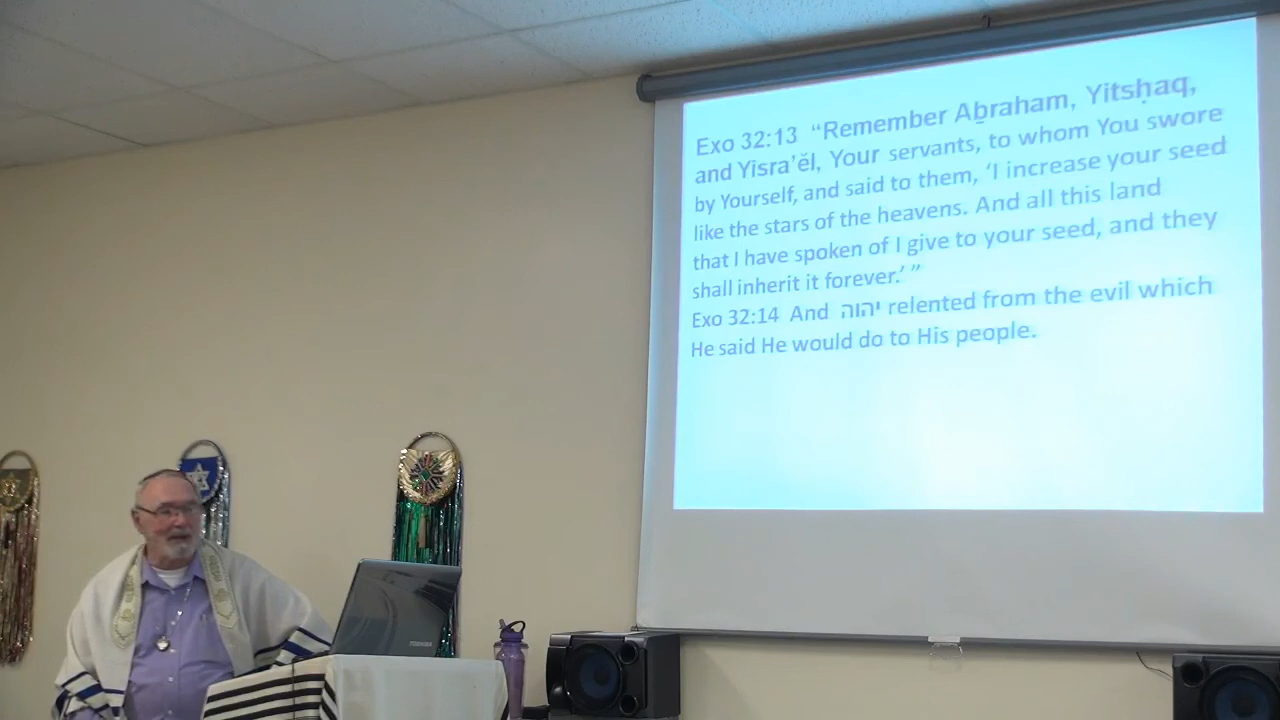 Exo 32:13 “Remember Aḇraham, Yitsḥaq,
and Yisra’ĕl, Your servants, to whom You swore
by Yourself, and said to them, ‘I increase your seed
like the stars of the heavens. And all this land
that I have spoken of I give to your seed, and they
shall inherit it forever.’ ”
Exo 32:14 And יהוה relented from the evil which
He said He would do to His people.
TOSHIBA